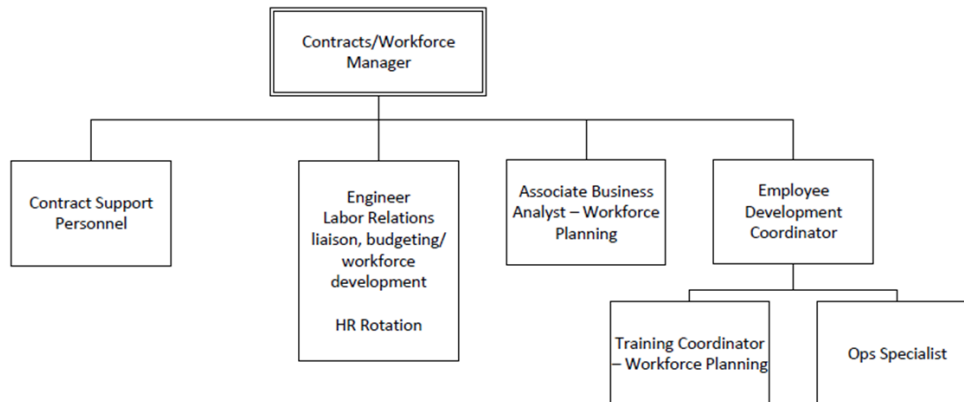 Contracts/Workforce
Manager
Contract Support
Personnel
Engineer
Labor Relations
liaison, budgeting/
workforce
development
HR Rotation
Associate Business
Analyst – Workforce
Planning
Employee
Development
Coordinator
Training Coordinator
– Workforce Planning
Ops Specialist